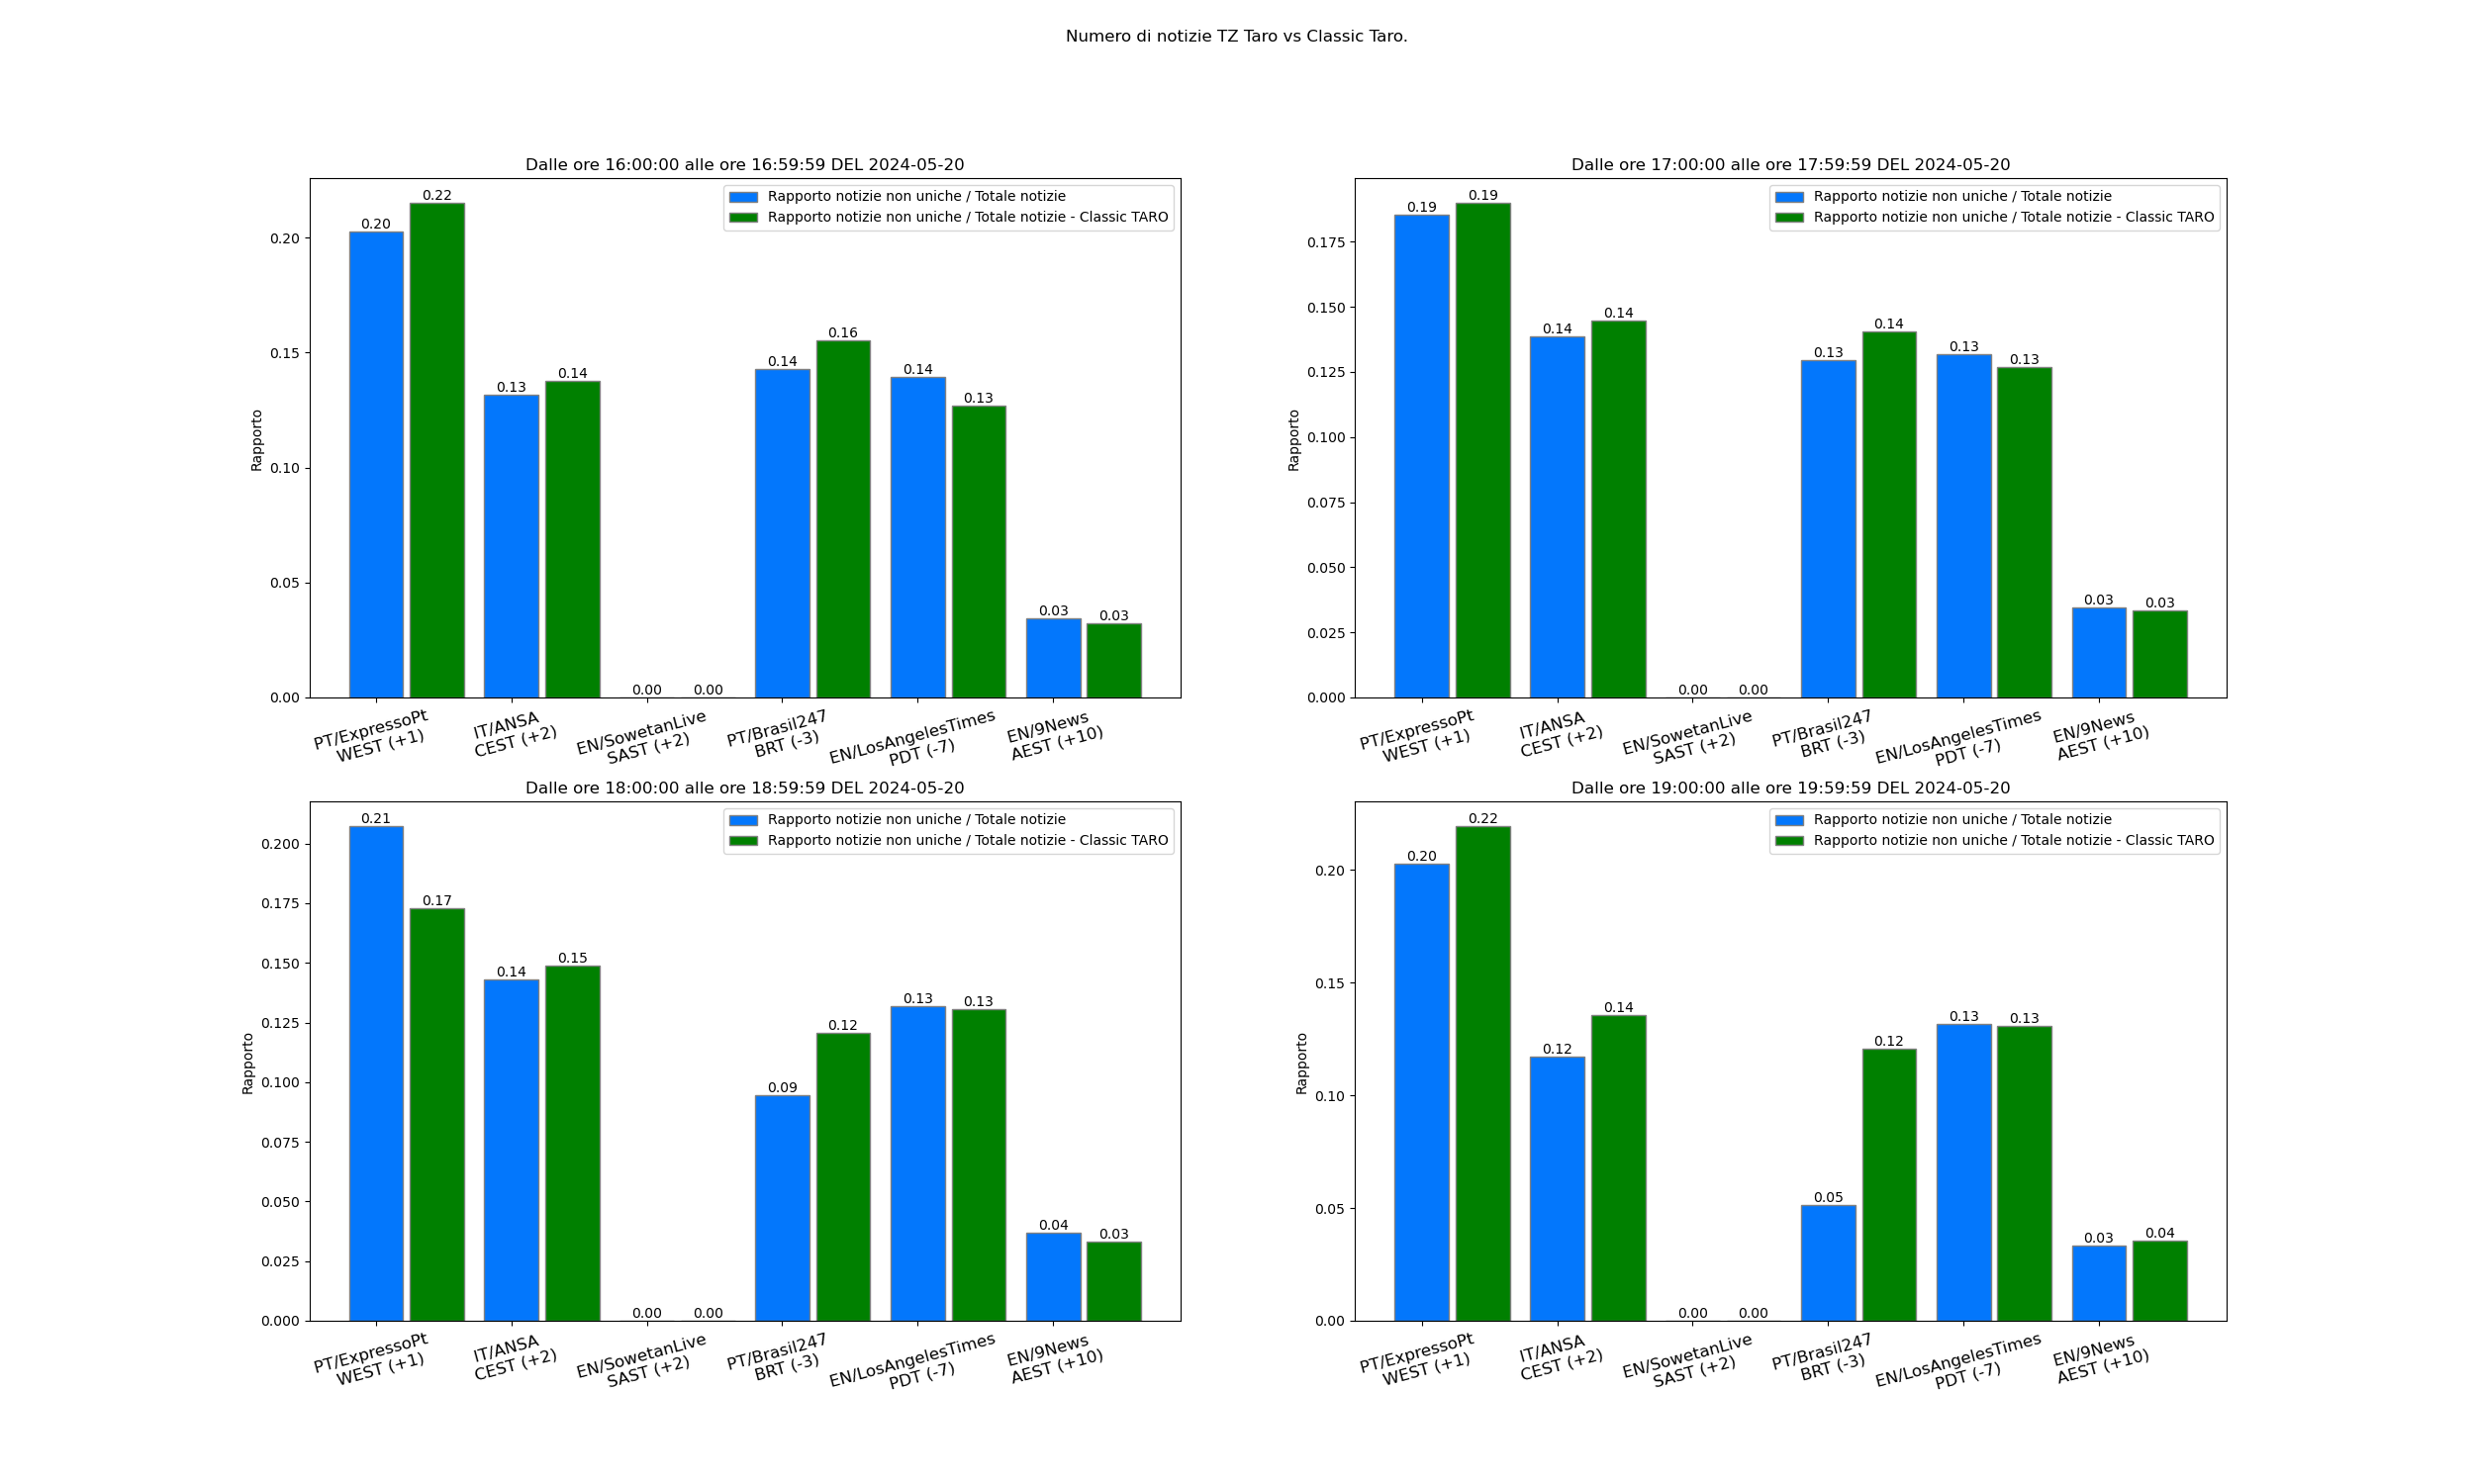 Numero di notizie TZ Taro vs Classic Taro.
Dalle ore 16:00:00 alle ore 16:59:59 DEL 2024-05-20
Rapporto notizie non uniche / Totale notizie
Rapporto notizie non uniche / Totale notizie - Classic TARO
Rapporto
0.20
0.15
0.10
0.05
0.00
0.20
0.22
0.13
0.14
0.00
0.00
0.14
0.16
0.14
0.13
0.03
0.03
PT/ExpressoPt
WEST (+1)
IT/ANSA
CEST (+2)
EN/SowetanLive
SAST (+2)
PT/Brasil247
BRT (-3)
EN/LosAngelesTimes
PDT (-7)
EN/9News
AEST (+10)
Dalle ore 17:00:00 alle ore 17:59:59 DEL 2024-05-20
Rapporto notizie non uniche / Totale notizie
Rapporto notizie non uniche / Totale notizie - Classic TARO
Rapporto
0.175
0.150
0.125
0.100
0.075
0.050
0.025
0.000
0.19
0.19
0.14
0.14
0.00
0.00
0.13
0.14
0.13
0.13
0.03
0.03
PT/ExpressoPt
WEST (+1)
IT/ANSA
CEST (+2)
EN/SowetanLive
SAST (+2)
PT/Brasil247
BRT (-3)
EN/LosAngelesTimes
PDT (-7)
EN/9News
AEST (+10)
Dalle ore 18:00:00 alle ore 18:59:59 DEL 2024-05-20
Rapporto notizie non uniche / Totale notizie
Rapporto notizie non uniche / Totale notizie - Classic TARO
Rapporto
0.200
0.175
0.150
0.125
0.100
0.075
0.050
0.025
0.000
0.21
0.17
0.14
0.15
0.00
0.00
0.09
0.12
0.13
0.13
0.04
0.03
PT/ExpressoPt
WEST (+1)
IT/ANSA
CEST (+2)
EN/SowetanLive
SAST (+2)
PT/Brasil247
BRT (-3)
EN/LosAngelesTimes
PDT (-7)
EN/9News
AEST (+10)
Dalle ore 19:00:00 alle ore 19:59:59 DEL 2024-05-20
Rapporto notizie non uniche / Totale notizie
Rapporto notizie non uniche / Totale notizie - Classic TARO
Rapporto
0.20
0.15
0.10
0.05
0.00
0.20
0.22
0.12
0.14
0.00
0.00
0.05
0.12
0.13
0.13
0.03
0.04
PT/ExpressoPt
WEST (+1)
IT/ANSA
CEST (+2)
EN/SowetanLive
SAST (+2)
PT/Brasil247
BRT (-3)
EN/LosAngelesTimes
PDT (-7)
EN/9News
AEST (+10)